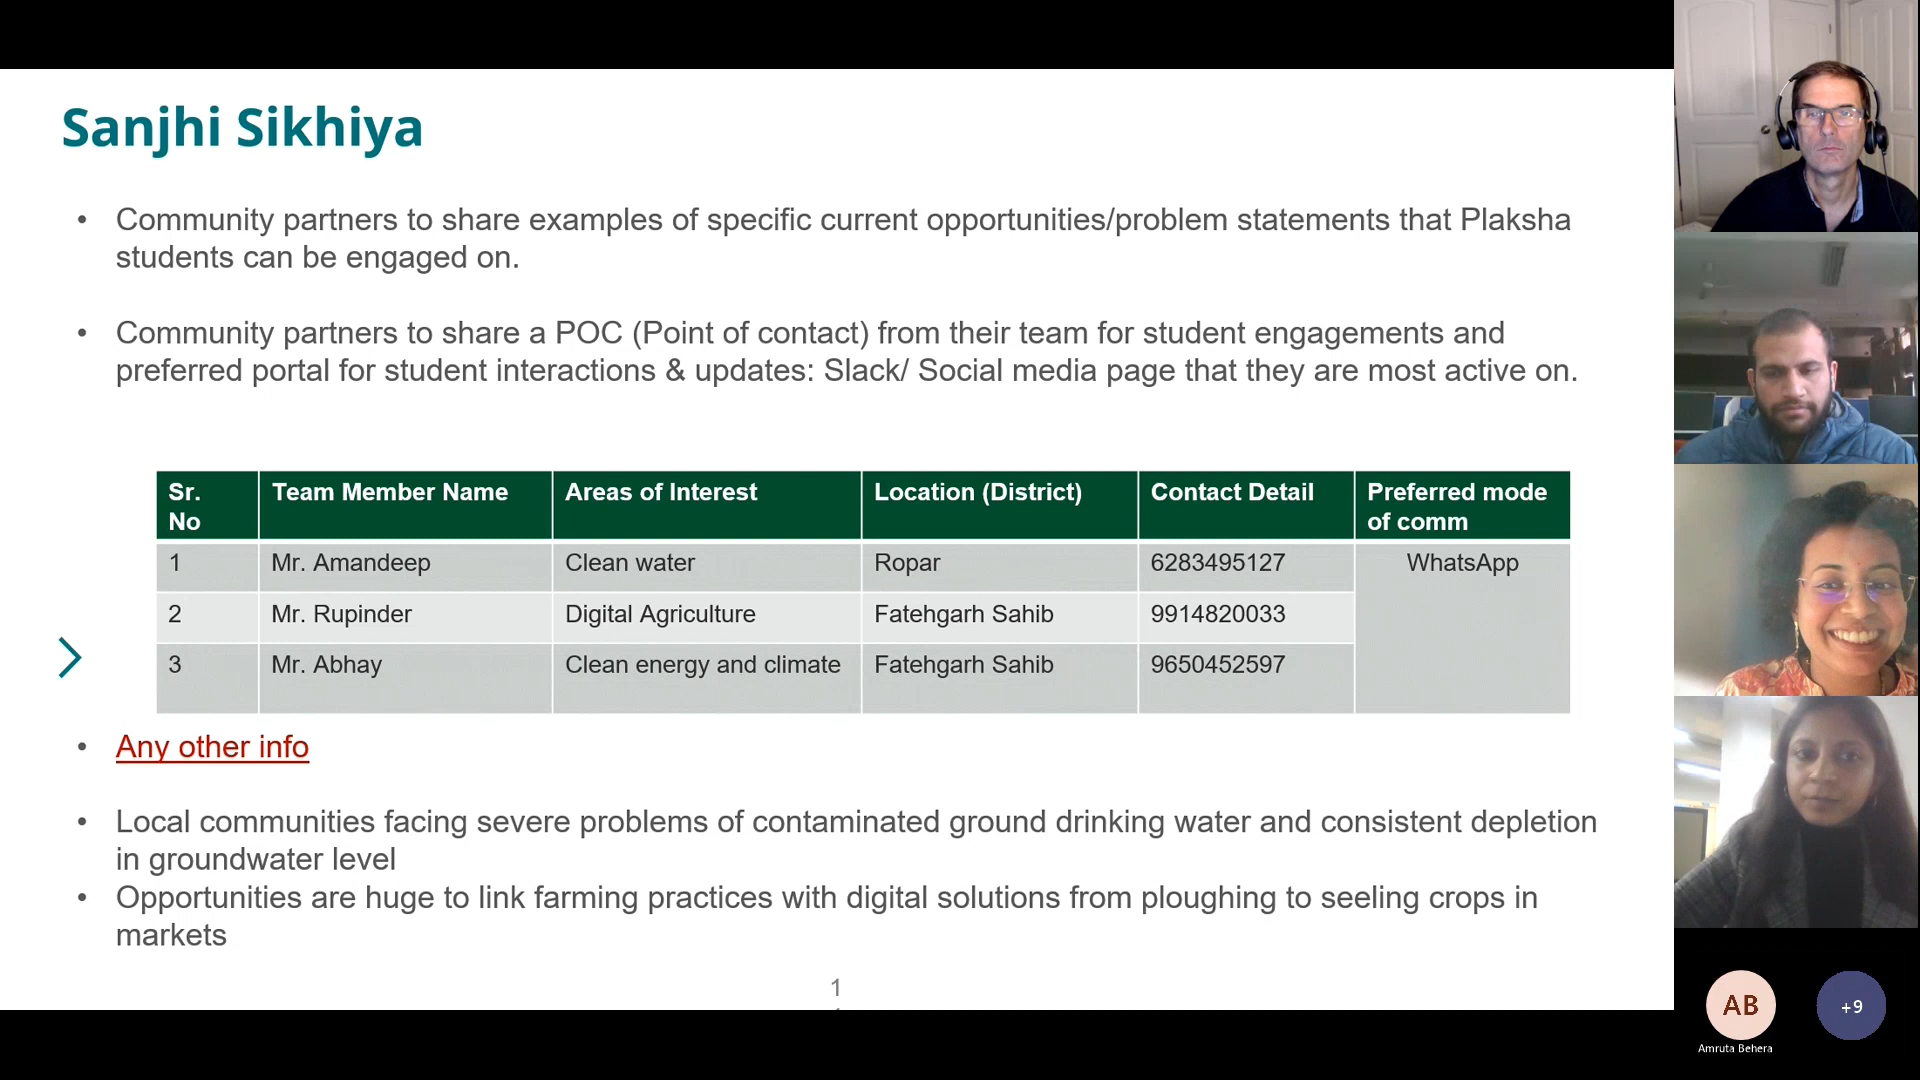 Sanjhi Sikhiya
• Community partners to share examples of specific current opportunities/problem statements that Plaksha
students can be engaged on.
• Community partners to share a POC (Point of contact) from their team for student engagements and
preferred portal for student interactions & updates: Slack/ Social media page that they are most active on.
Sr. No Team Member Name Areas of Interest Location (District) Contact Detail Preferred mode of comm
1 Mr. Amandeep Clean water Ropar 6283495127 WhatsApp
2 Mr. Rupinder Digital Agriculture Fatehgarh Sahib 9914820033
3 Mr. Abhay Clean energy and climate Fatehgarh Sahib 9650452597
• Any other info
• Local communities facing severe problems of contaminated ground drinking water and consistent depletion
in groundwater level
• Opportunities are huge to link farming practices with digital solutions from ploughing to seeling crops in
markets
1
AB
Amruta Behera
+9